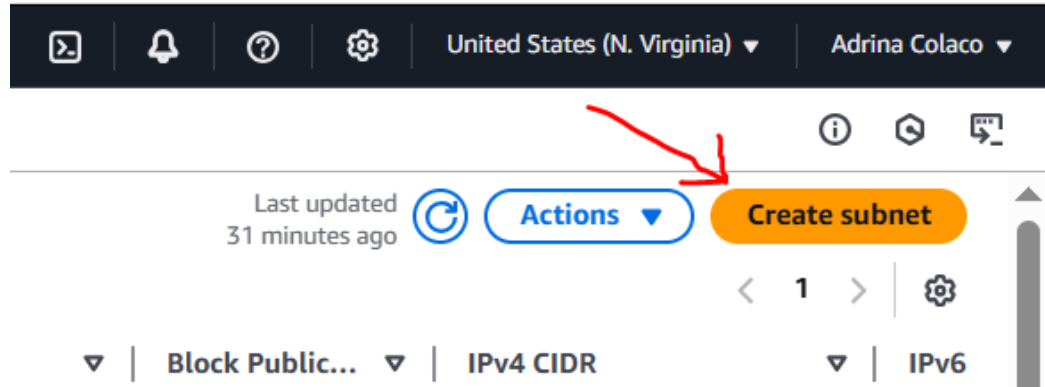 United States (N. Virginia) Adrina Colaco
Last updated
31 minutes ago
Actions Create subnet
1
Block Public... IPv4 CIDR IPv6